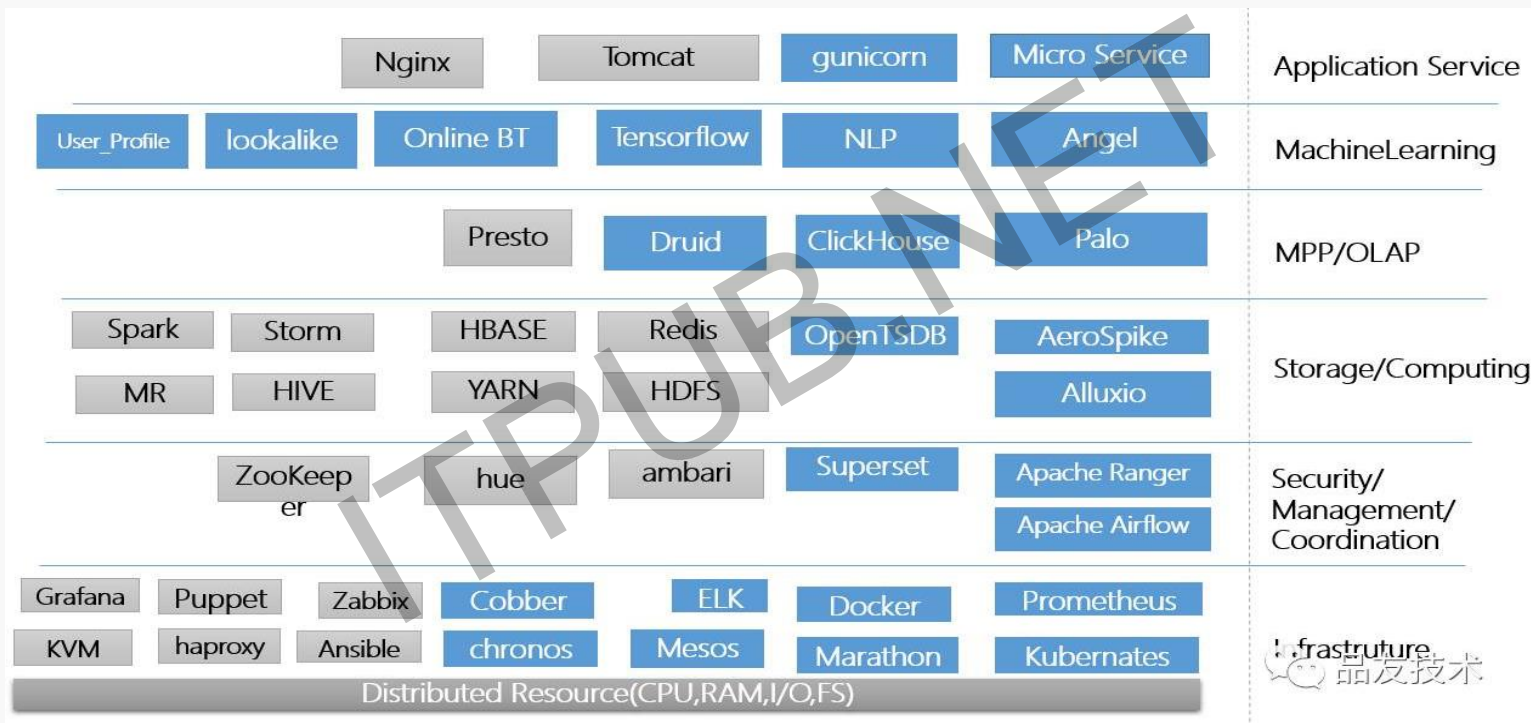 Nginx
Tomcat
gunicorn
Micro Service
Application Service
User_Profile
lookalike
Online BT
Tensorflow
NLP
Angel
MachineLearning
Presto
Druid
ClickHouse
Palo
MPP/OLAP
Spark
Storm
HBASE
Redis
OpenTSDB
AeroSpike
MR
HIVE
YARN
HDFS
Alluxio
Storage/Computing
ZooKeep
er
hue
ambari
Superset
Apache Ranger
Apache Airflow
Security/
Management/
Coordination
Grafana
Puppet
Zabbix
Cobber
ELK
Docker
Prometheus
KVM
haproxy
Ansible
chronos
Mesos
Marathon
Kubernates
Infrastruture
品友技术
Distributed Resource(CPU,RAM,I/O,FS)
ITPUB.NET